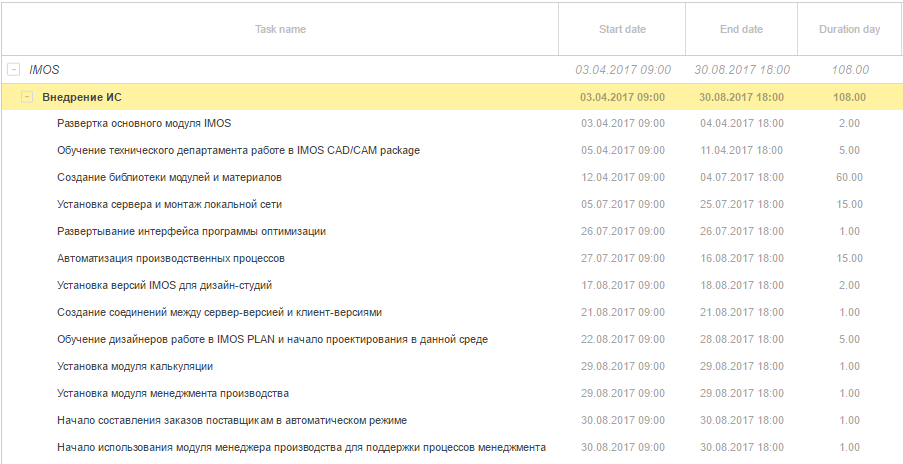 Task name Start date End date Duration day
IMOS 03.04.2017 09:00 30.08.2017 18:00 108.00
Внедрение ИС 03.04.2017 09:00 30.08.2017 18:00 108.00
Развертка основного модуля IMOS 03.04.2017 09:00 04.04.2017 18:00 2.00
Обучение технического департамента работе в IMOS CAD/CAM package 05.04.2017 09:00 11.04.2017 18:00 5.00
Создание библиотеки модулей и материалов 12.04.2017 09:00 04.07.2017 18:00 60.00
Установка сервера и монтаж локальной сети 05.07.2017 09:00 25.07.2017 18:00 15.00
Развертывание интерфейса программы оптимизации 26.07.2017 09:00 26.07.2017 18:00 1.00
Автоматизация производственных процессов 27.07.2017 09:00 16.08.2017 18:00 15.00
Установка версий IMOS для дизайн-студий 17.08.2017 09:00 18.08.2017 18:00 2.00
Создание соединений между сервер-версией и клиент-версиями 21.08.2017 09:00 21.08.2017 18:00 1.00
Обучение дизайнеров работе в IMOS PLAN и начало проектирования в данной среде 22.08.2017 09:00 28.08.2017 18:00 5.00
Установка модуля калькуляции 29.08.2017 09:00 29.08.2017 18:00 1.00
Установка модуля менеджмента производства 29.08.2017 09:00 29.08.2017 18:00 1.00
Начало составления заказов поставщикам в автоматическом режиме 30.08.2017 09:00 30.08.2017 18:00 1.00
Начало использования модуля менеджера производства для поддержки процессов менеджмента 30.08.2017 09:00 30.08.2017 18:00 1.00